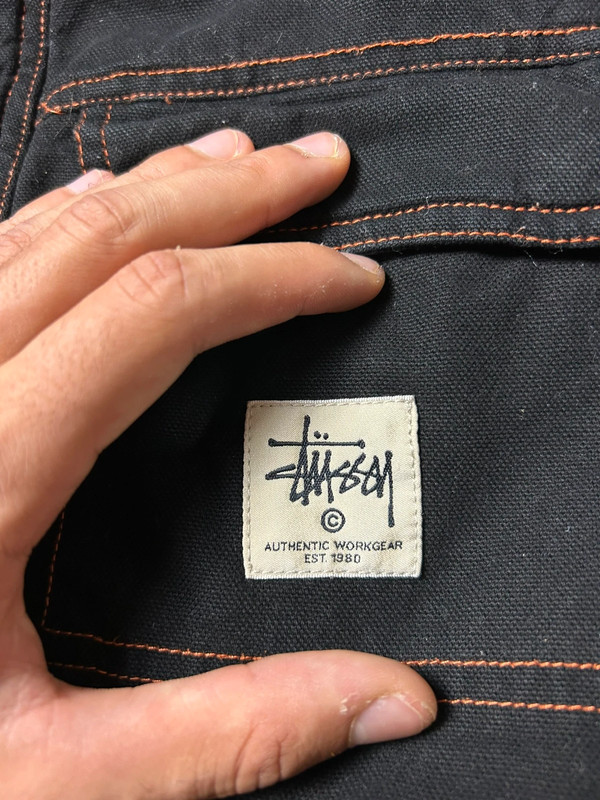 Stüssy
©
AUTHENTIC WORKGEAR
EST. 1980